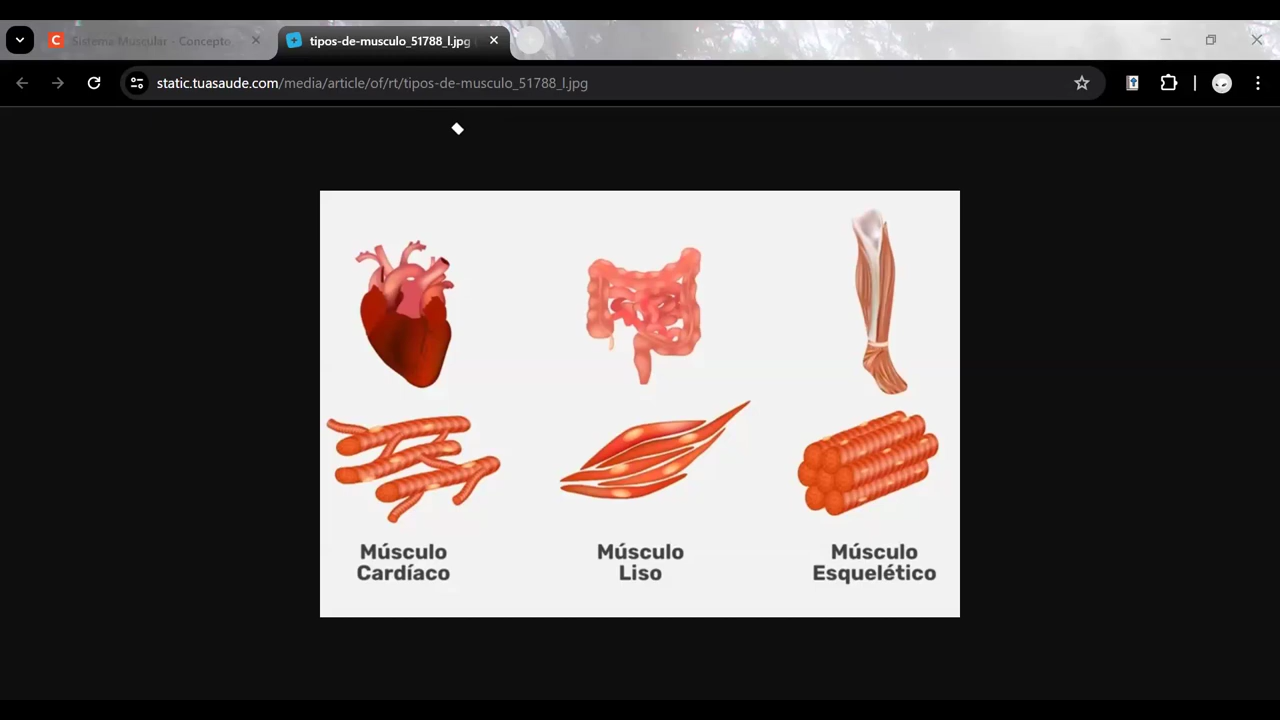 Sistema Muscular - Concepto
tipos-de-musculo_51788_l.jpg
static.tuasaude.com/media/article/of/rt/tipos-de-musculo_51788_l.jpg
Músculo
Cardíaco
Músculo
Liso
Músculo
Esquelético